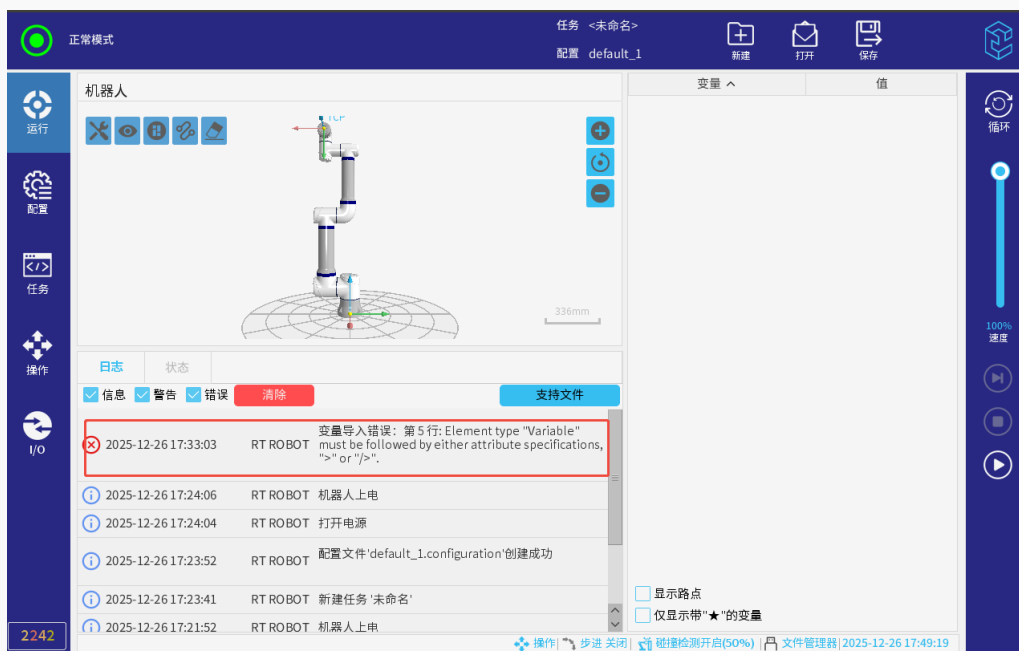 正常模式
任务 <未命名>
配置 default_1
新建
打开
保存
运行
配置
任务
操作
I/O
2242
机器人
TCP
336mm
变量
值
显示路点
仅显示带"★"的变量
循环
100%
速度
日志
状态
信息
警告
错误
清除
支持文件
2025-12-26 17:33:03 RT ROBOT 变量导入错误：第 5 行: Element type "Variable"
must be followed by either attribute specifications,
">" or "/>".
2025-12-26 17:24:06 RT ROBOT 机器人上电
2025-12-26 17:24:04 RT ROBOT 打开电源
2025-12-26 17:23:52 RT ROBOT 配置文件'default_1.configuration'创建成功
2025-12-26 17:23:41 RT ROBOT 新建任务 '未命名'
2025-12-26 17:21:52 RT ROBOT 机器人上电
操作| 步进 关闭| 碰撞检测开启(50%) | 文件管理器| 2025-12-26 17:49:19